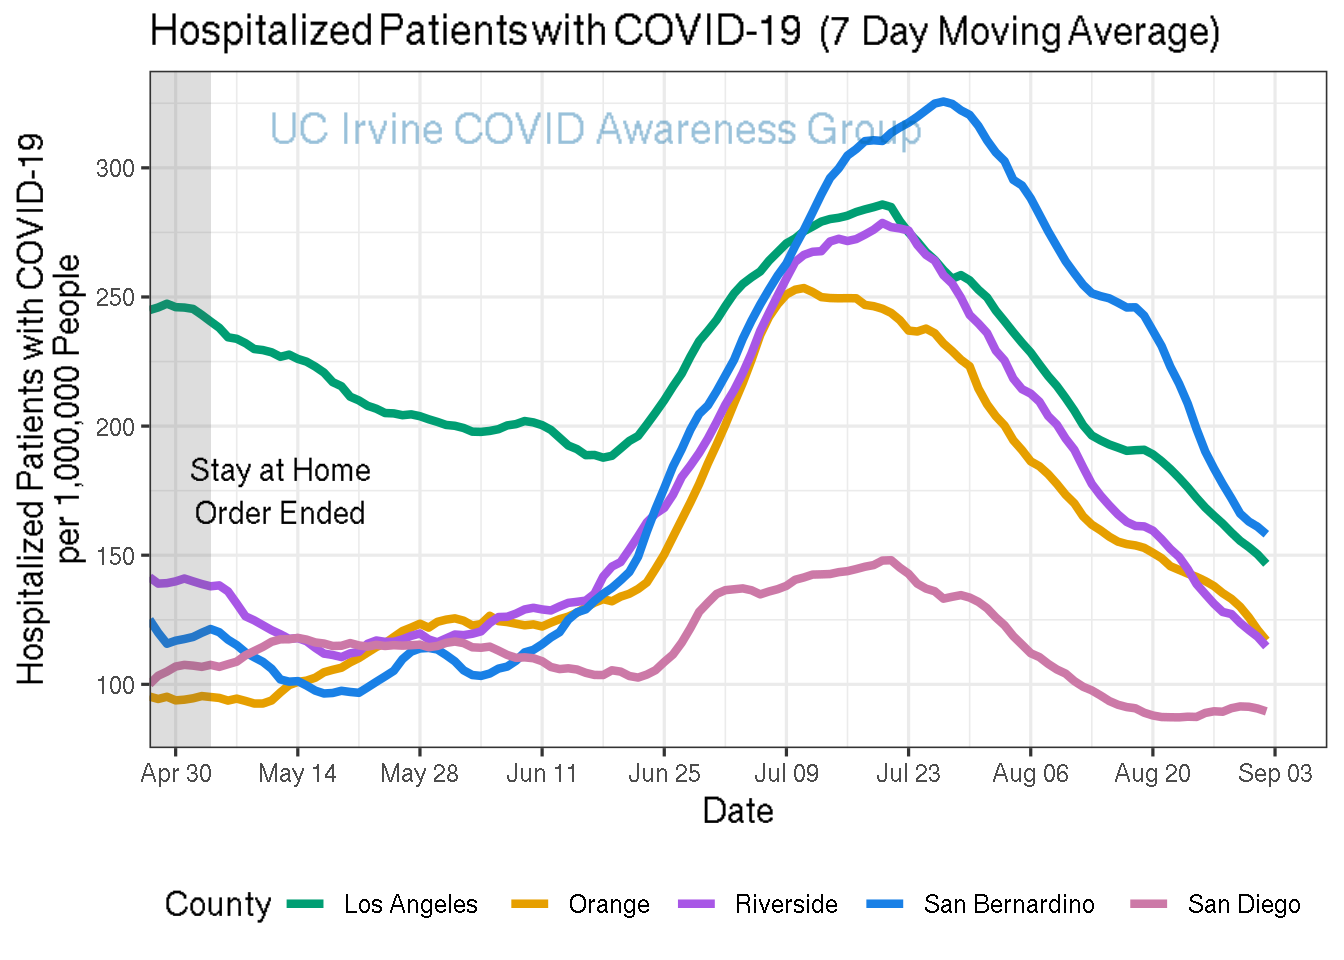 Hospitalized Patients with COVID-19 (7 Day Moving Average)
UC Irvine COVID Awareness Group
Hospitalized Patients with COVID-19
per 1,000,000 People
300
250
200
150
100
Stay at Home
Order Ended
Apr 30 May 14 May 28 Jun 11 Jun 25 Jul 09 Jul 23 Aug 06 Aug 20 Sep 03
Date
County Los Angeles Orange Riverside San Bernardino San Diego